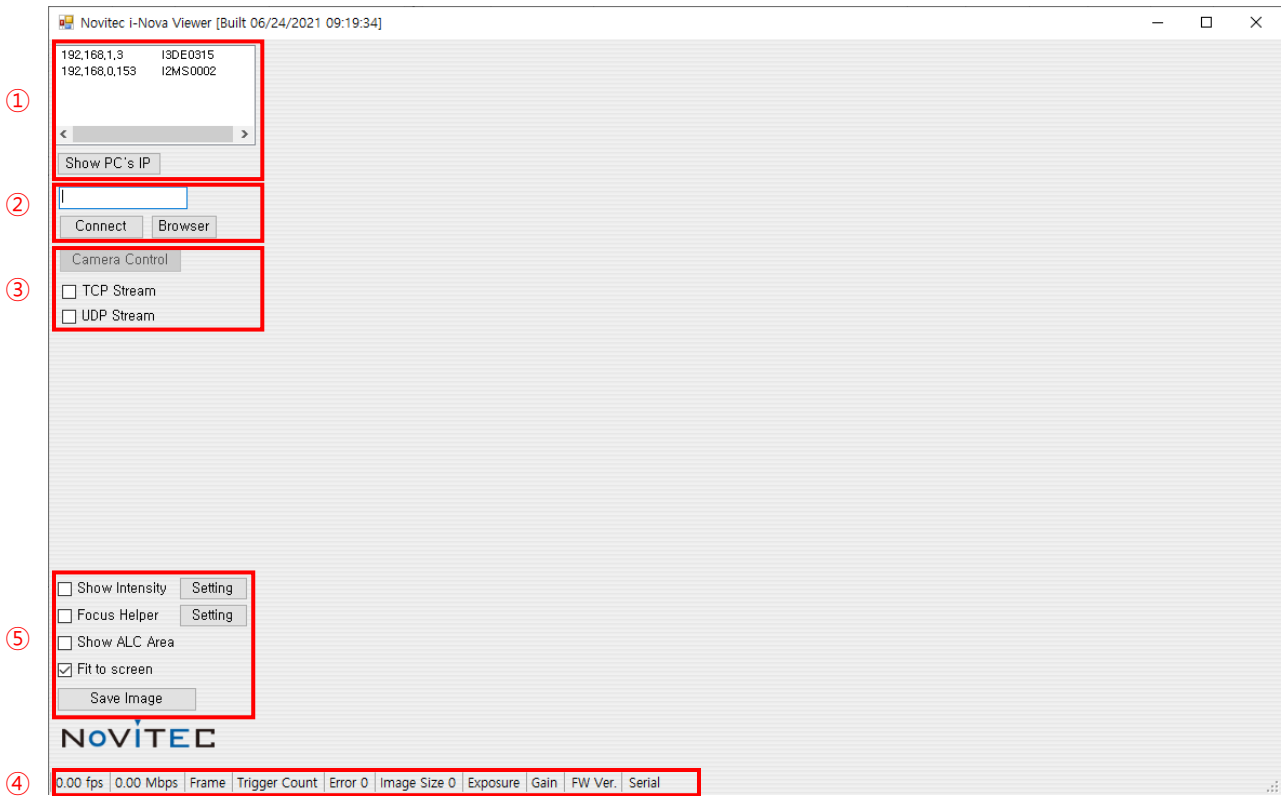 Novitec i-Nova Viewer [Built 06/24/2021 09:19:34]
①
192,168,1,3 I3DE0315
192,168,0,153 I2MS0002
Show PC's IP
②
Connect Browser
③
Camera Control
TCP Stream
UDP Stream
⑤
Show Intensity Setting
Focus Helper Setting
Show ALC Area
Fit to screen
Save Image
NOVITEC
④
0.00 fps 0.00 Mbps Frame Trigger Count Error 0 Image Size 0 Exposure Gain FW Ver. Serial